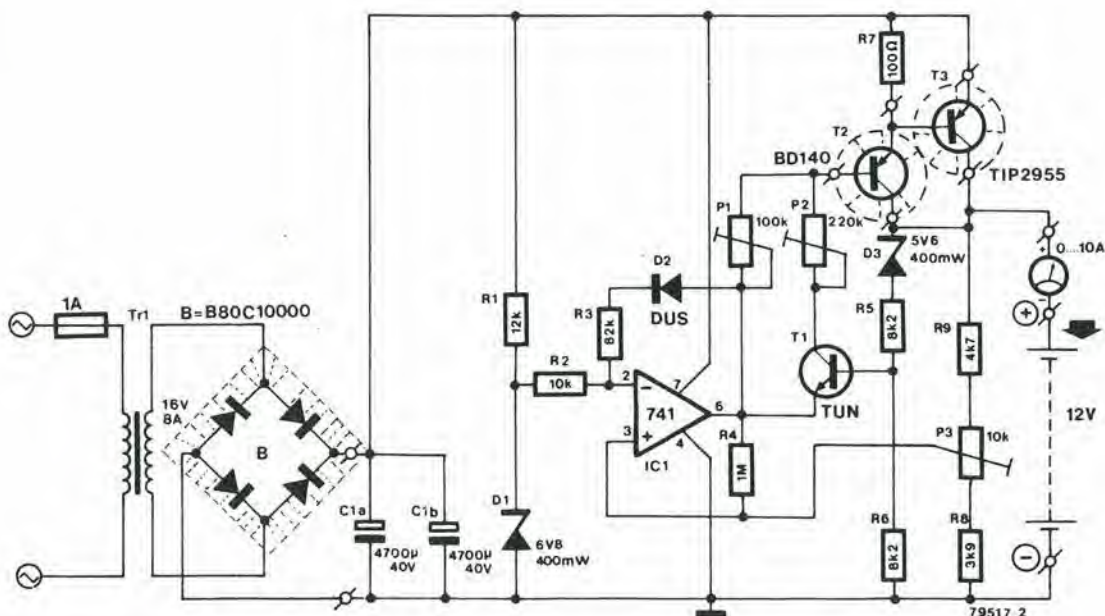 1A
Tr1
B=B80C10000
16V
8A
B
C1a
4700µ
40V
C1b
4700µ
40V
R1
12k
R2
10k
R3
82k
D1
6V8
400mW
D2
DUS
2
3
7
6
4
741
IC1
P1
100k
P2
220k
R4
1M
T1
TUN
BD140
T2
R7
100Ω
T3
TIP2955
D3
5V6
400mW
R5
8k2
R6
8k2
R9
4k7
P3
10k
R8
3k9
0...10A
12V
79517 2